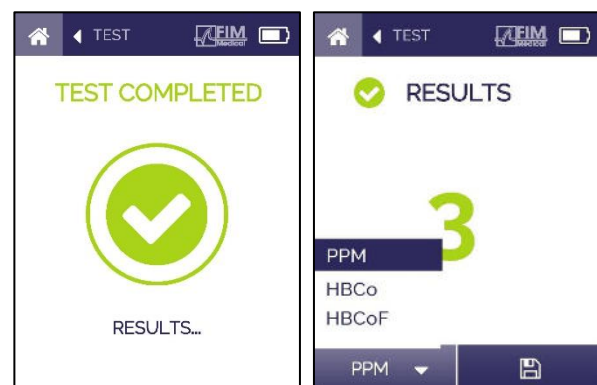 TEST
FIM
Medical
TEST COMPLETED
RESULTS...
TEST
FIM
Medical
RESULTS
3
PPM
HBCo
HBCoF
PPM